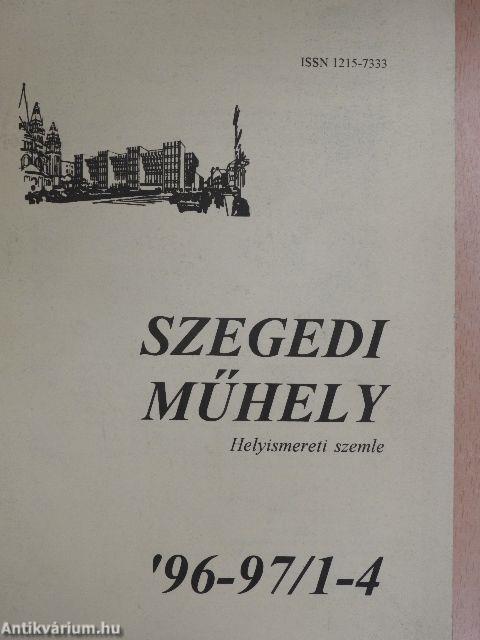 ISSN 1215-7333
SZEGEDI
MŰHELY
Helyismereti szemle
'96-97/1-4
Antikvárium.hu